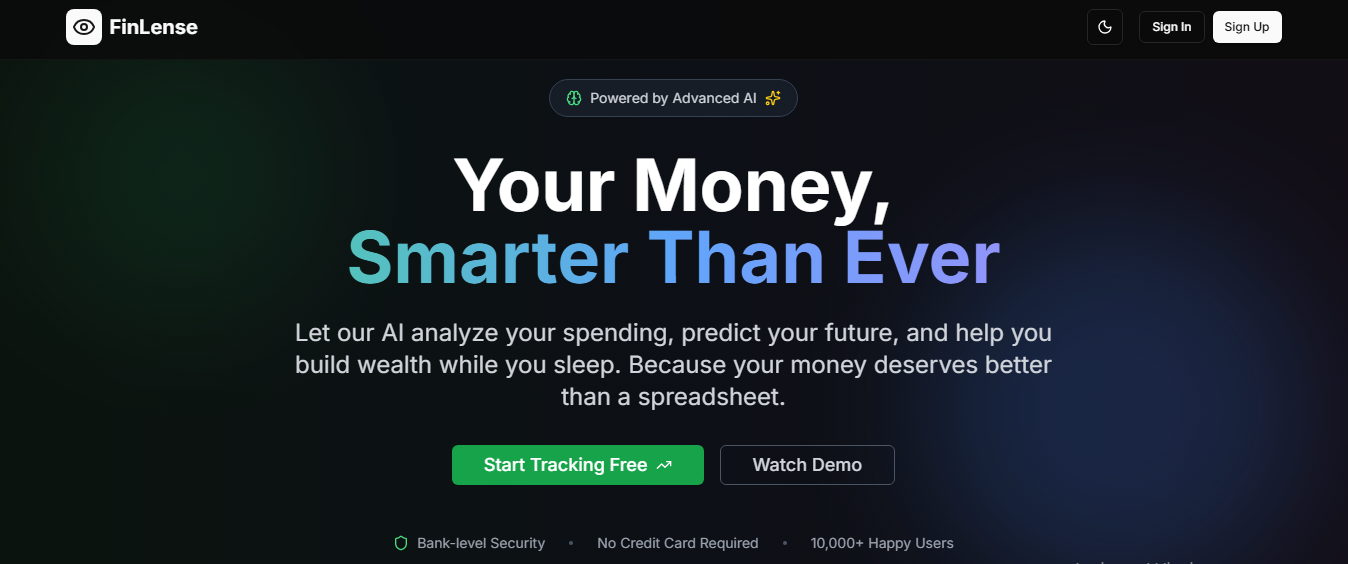 FinLense
Sign In
Sign Up
Powered by Advanced AI
Your Money,
Smarter Than Ever
Let our AI analyze your spending, predict your future, and help you
build wealth while you sleep. Because your money deserves better
than a spreadsheet.
Start Tracking Free
Watch Demo
Bank-level Security • No Credit Card Required • 10,000+ Happy Users